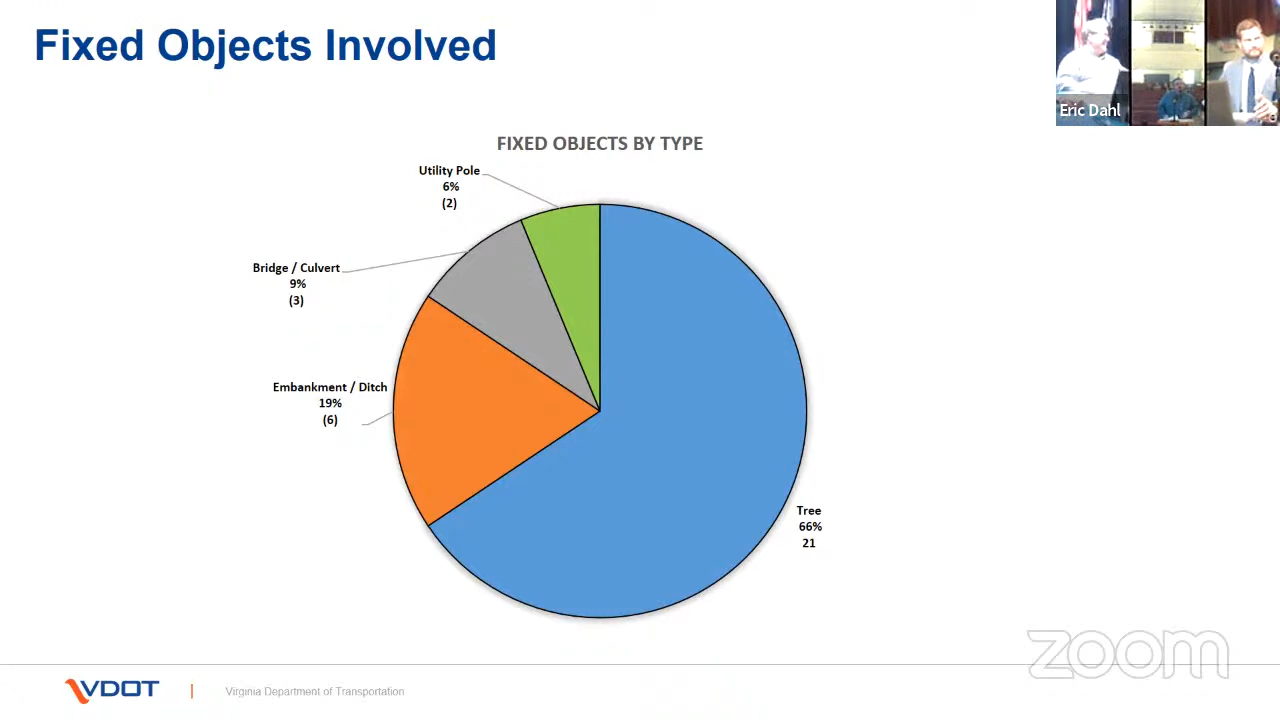 Fixed Objects Involved
Eric Dahl
FIXED OBJECTS BY TYPE
Utility Pole
6%
(2)
Bridge / Culvert
9%
(3)
Embankment / Ditch
19%
(6)
Tree
66%
21
zoom
VDOT | Virginia Department of Transportation